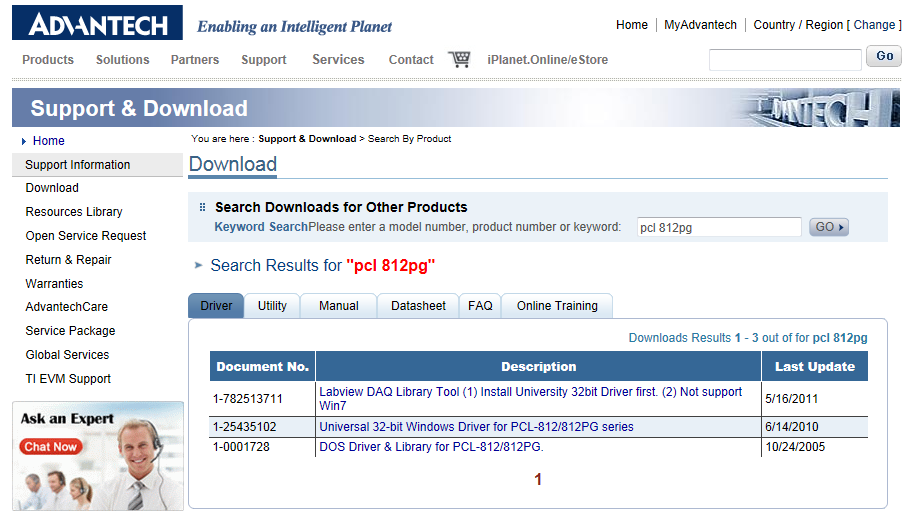 ADVANTECH Enabling an Intelligent Planet
Home | MyAdvantech | Country / Region [ Change ]
Products Solutions Partners Support Services Contact iPlanet.Online/eStore Go
Support & Download
ADVANTECH
Home
Support Information
Download
Resources Library
Open Service Request
Return & Repair
Warranties
AdvantechCare
Service Package
Global Services
TI EVM Support
Ask an Expert
Chat Now
You are here : Support & Download > Search By Product
Download
Search Downloads for Other Products
Keyword SearchPlease enter a model number, product number or keyword: pcl 812pg GO
Search Results for "pcl 812pg"
Driver Utility Manual Datasheet FAQ Online Training
Downloads Results 1 - 3 out of for pcl 812pg
Document No. Description Last Update
1-782513711 Labview DAQ Library Tool (1) Install University 32bit Driver first. (2) Not support
Win7 5/16/2011
1-25435102 Universal 32-bit Windows Driver for PCL-812/812PG series 6/14/2010
1-0001728 DOS Driver & Library for PCL-812/812PG. 10/24/2005
1